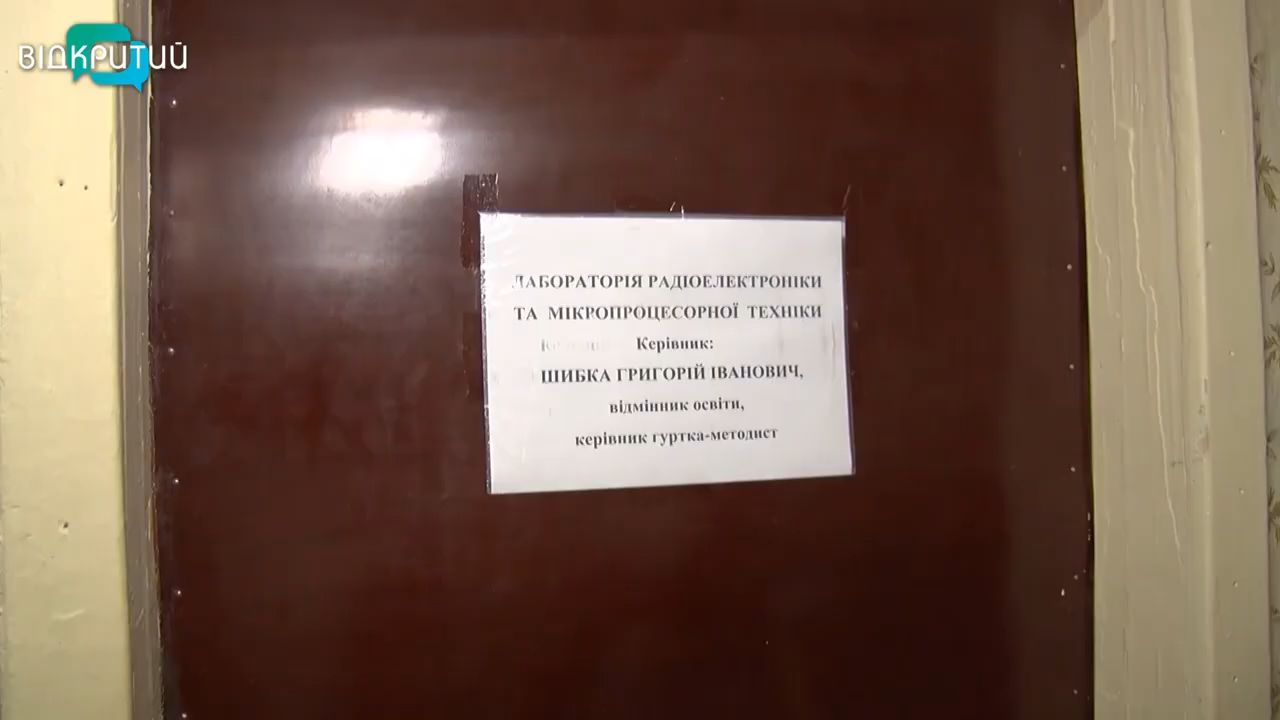 ВІДКРИТИЙ
ЛАБОРАТОРІЯ РАДІОЕЛЕКТРОНІКИ
ТА МІКРОПРОЦЕСОРНОЇ ТЕХНІКИ
Керівник:
ШИБКА ГРИГОРІЙ ІВАНОВИЧ,
відмінник освіти,
керівник гуртка-методист